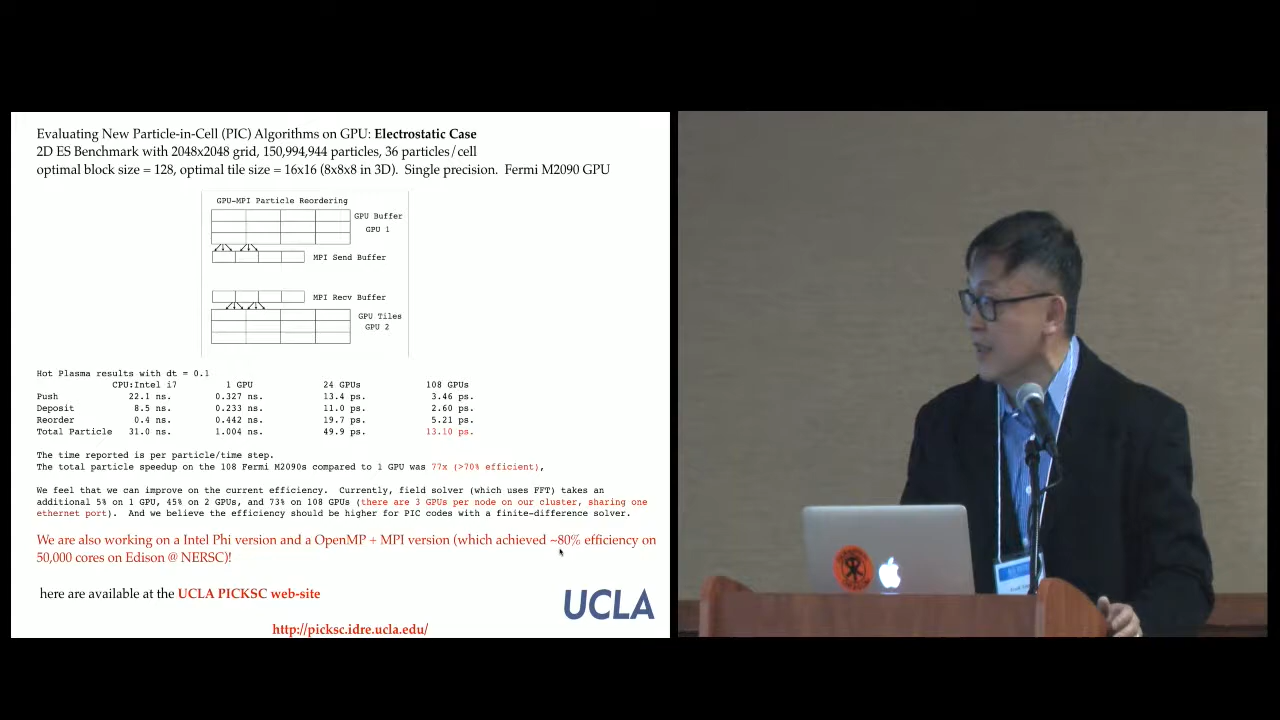 Evaluating New Particle-in-Cell (PIC) Algorithms on GPU: Electrostatic Case
2D ES Benchmark with 2048x2048 grid, 150,994,944 particles, 36 particles/cell
optimal block size = 128, optimal tile size = 16x16 (8x8x8 in 3D). Single precision. Fermi M2090 GPU
GPU-MPI Particle Reordering
GPU Buffer
GPU 1
MPI Send Buffer
MPI Recv Buffer
GPU Tiles
GPU 2
Hot Plasma results with dt = 0.1
CPU:Intel i7 1 GPU 24 GPUs 108 GPUs
Push 22.1 ns. 0.327 ns. 13.4 ps. 3.46 ps.
Deposit 8.5 ns. 0.233 ns. 11.0 ps. 2.60 ps.
Reorder 0.4 ns. 0.442 ns. 19.7 ps. 5.21 ps.
Total Particle 31.0 ns. 1.004 ns. 49.9 ps. 13.10 ps.
The time reported is per particle/time step.
The total particle speedup on the 108 Fermi M2090s compared to 1 GPU was 77x (>70% efficient),
We feel that we can improve on the current efficiency. Currently, field solver (which uses FFT) takes an
additional 5% on 1 GPU, 45% on 2 GPUs, and 73% on 108 GPUs (there are 3 GPUs per node on our cluster, sharing one
ethernet port). And we believe the efficiency should be higher for PIC codes with a finite-difference solver.
We are also working on a Intel Phi version and a OpenMP + MPI version (which achieved ~80% efficiency on
50,000 cores on Edison @ NERSC)!
here are available at the UCLA PICKSC web-site
UCLA
http://picksc.idre.ucla.edu/